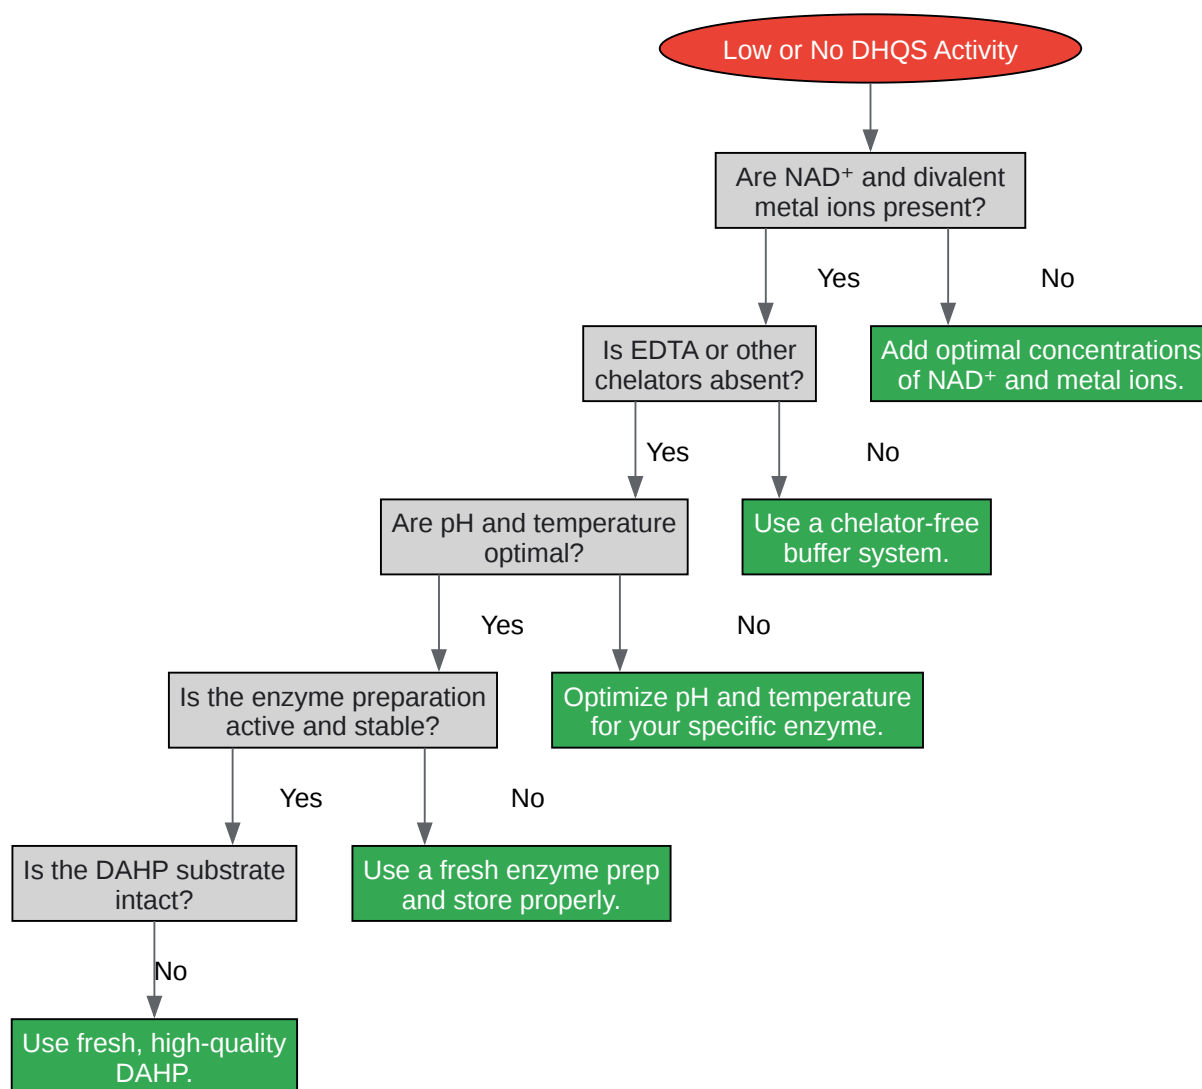 Low or No DHQS Activity
Are NAD⁺ and divalent
metal ions present?
Yes
No
Is EDTA or other
chelators absent?
Add optimal concentrations
of NAD⁺ and metal ions.
Yes
No
Are pH and temperature
optimal?
Use a chelator-free
buffer system.
Yes
No
Is the enzyme preparation
active and stable?
Optimize pH and temperature
for your specific enzyme.
Yes
No
Is the DAHP substrate
intact?
Use a fresh enzyme prep
and store properly.
No
Use fresh, high-quality
DAHP.